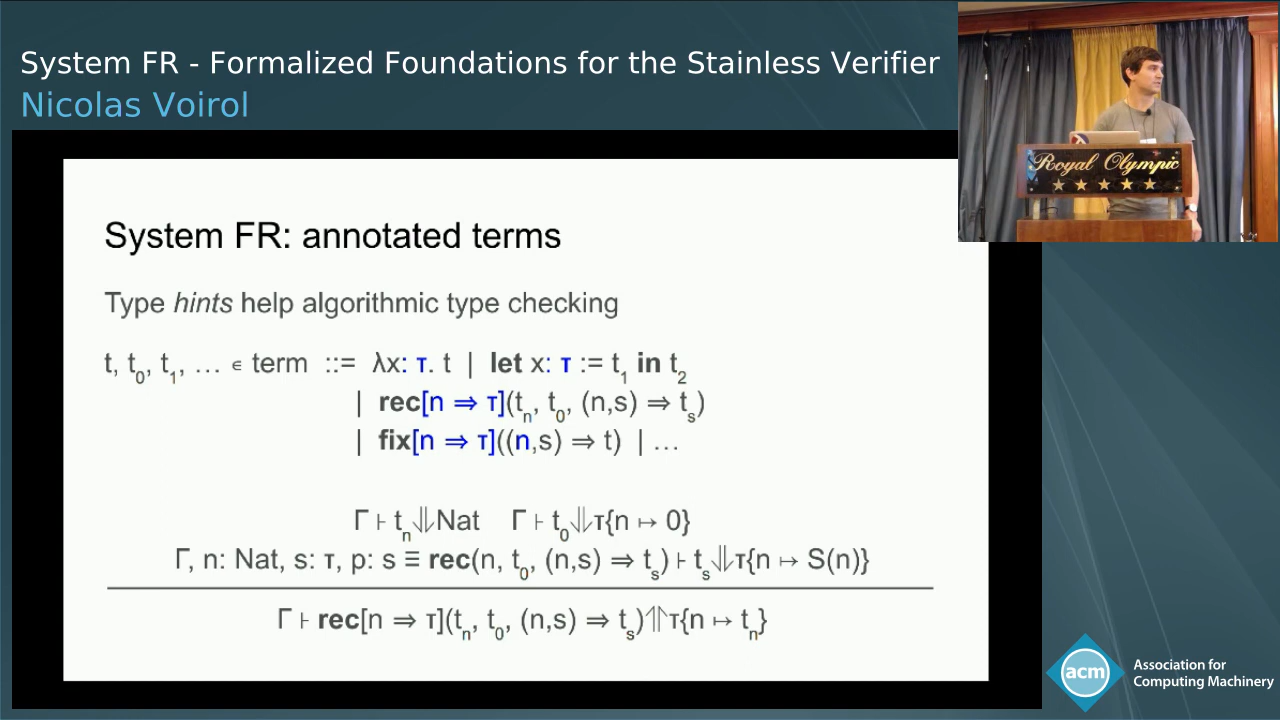 System FR - Formalized Foundations for the Stainless Verifier
Nicolas Voirol
Royal Olympic
System FR: annotated terms
Type hints help algorithmic type checking
t, t₀, t₁, … ∊ term ::= λx: τ. t | let x: τ := t₁ in t₂
| rec[n ⇒ τ](tₙ, t₀, (n,s) ⇒ tₛ)
| fix[n ⇒ τ]((n,s) ⇒ t) | …
Γ ⊦ tₙ⥥Nat Γ ⊦ t₀⥥τ{n ↦ 0}
Γ, n: Nat, s: τ, p: s ≡ rec(n, t₀, (n,s) ⇒ tₛ) ⊦ tₛ⥥τ{n ↦ S(n)}
Γ ⊦ rec[n ⇒ τ](tₙ, t₀, (n,s) ⇒ tₛ)⥣τ{n ↦ tₙ}
acm
Association for
Computing Machinery